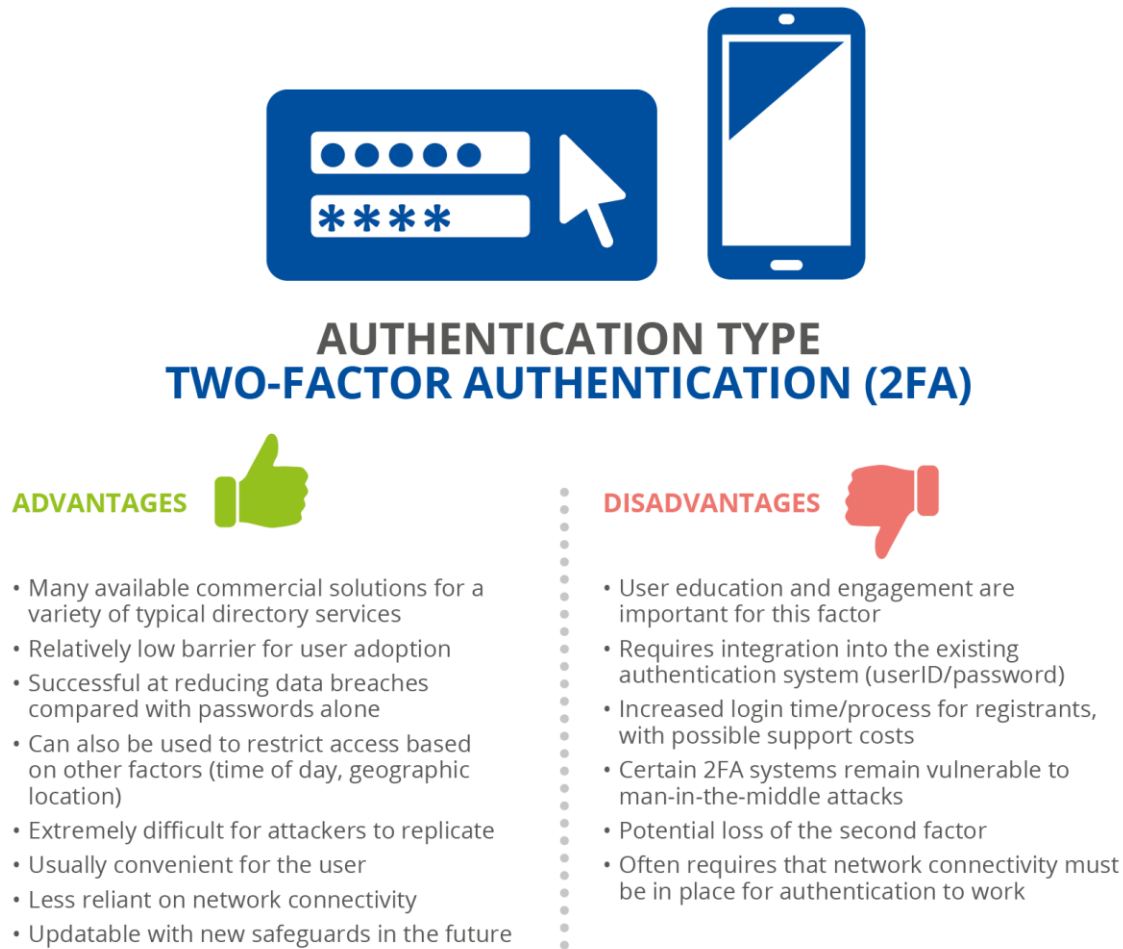 ****
AUTHENTICATION TYPE
TWO-FACTOR AUTHENTICATION (2FA)
ADVANTAGES
• Many available commercial solutions for a
variety of typical directory services
• Relatively low barrier for user adoption
• Successful at reducing data breaches
compared with passwords alone
• Can also be used to restrict access based
on other factors (time of day, geographic
location)
• Extremely difficult for attackers to replicate
• Usually convenient for the user
• Less reliant on network connectivity
• Updatable with new safeguards in the future
DISADVANTAGES
• User education and engagement are
important for this factor
• Requires integration into the existing
authentication system (userID/password)
• Increased login time/process for registrants,
with possible support costs
• Certain 2FA systems remain vulnerable to
man-in-the-middle attacks
• Potential loss of the second factor
• Often requires that network connectivity must
be in place for authentication to work